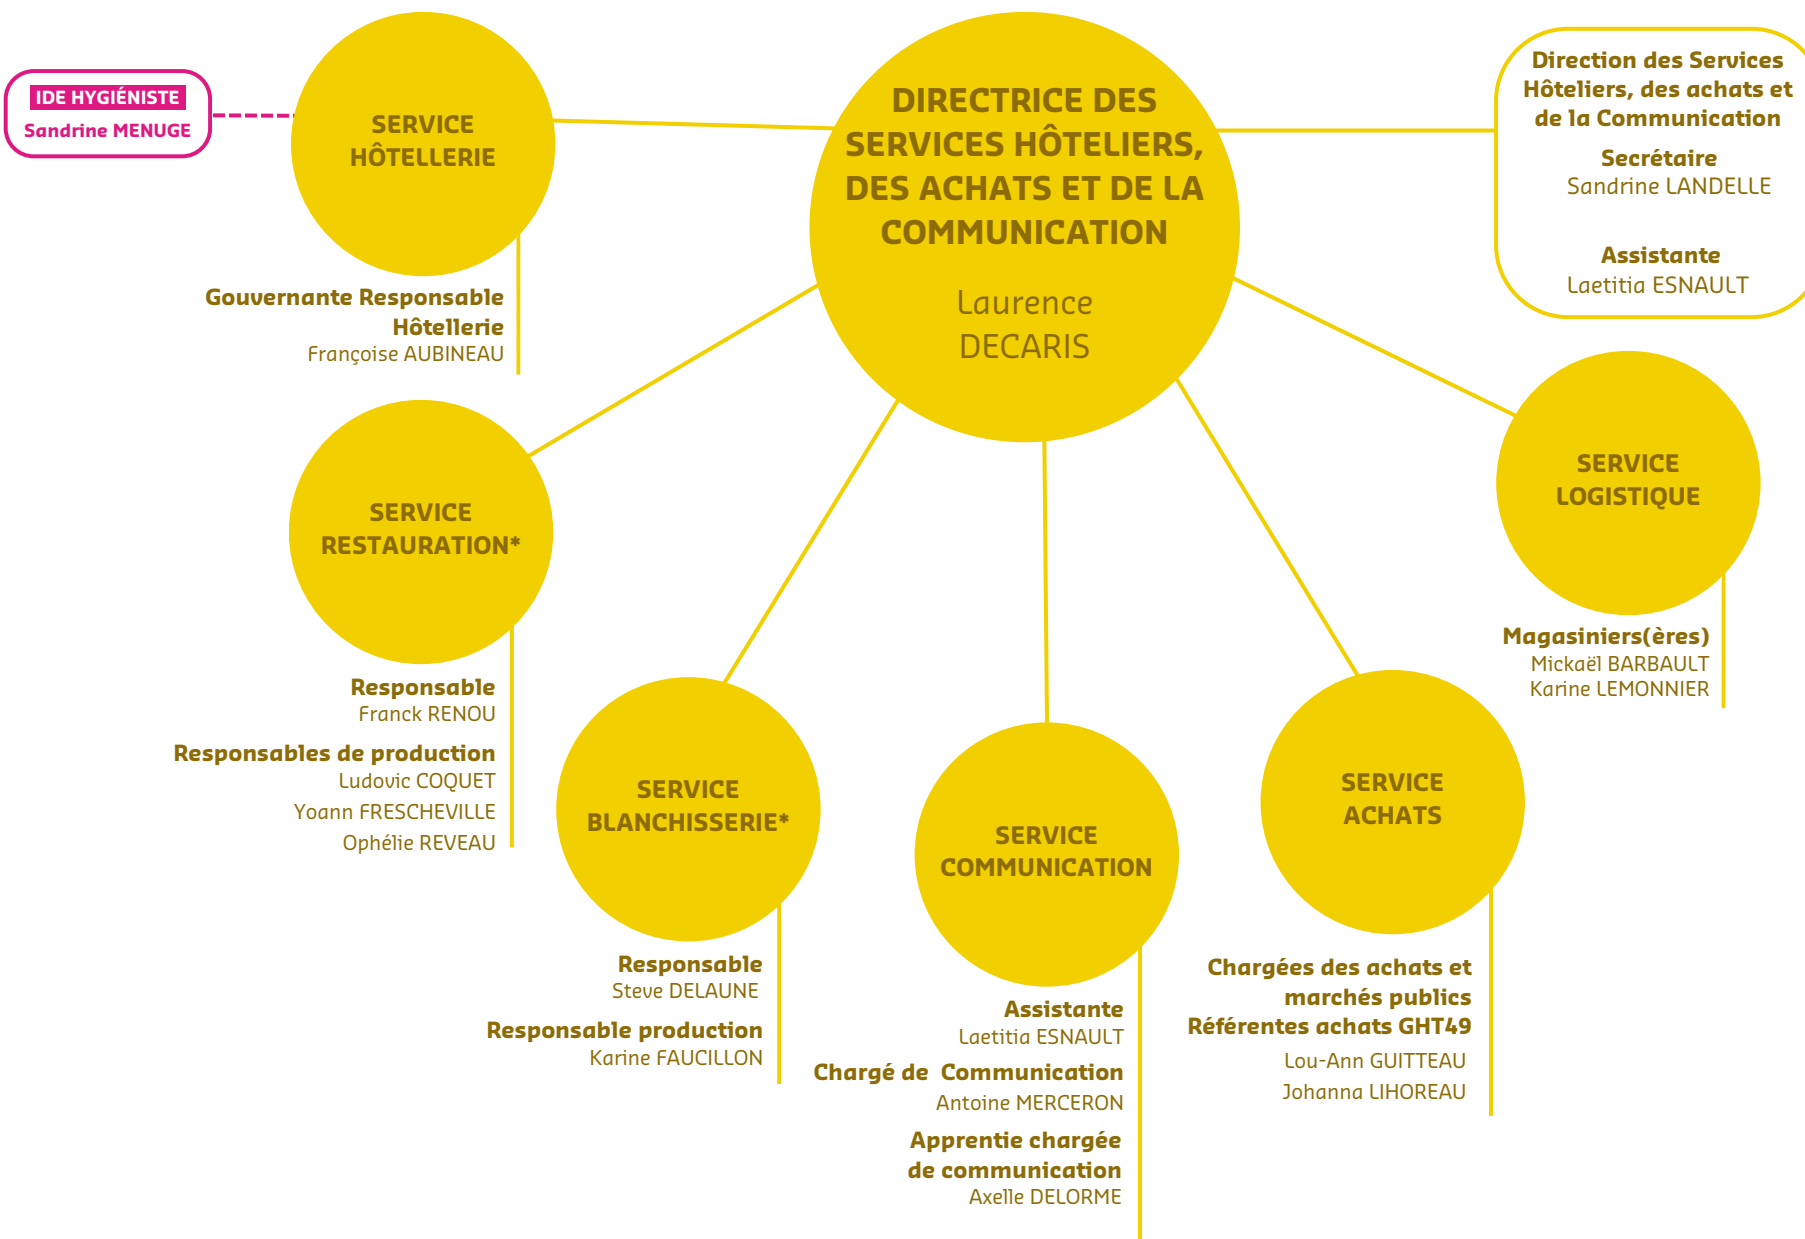 IDE HYGIÉNISTE
Sandrine MENUGE
SERVICE
HÔTELLERIE
Gouvernante Responsable
Hôtellerie
Françoise AUBINEAU
DIRECTRICE DES
SERVICES HÔTELIERS,
DES ACHATS ET DE LA
COMMUNICATION
Laurence
DECARIS
Direction des Services
Hôteliers, des achats et
de la Communication
Secrétaire
Sandrine LANDELLE
Assistante
Laetitia ESNAULT
SERVICE
RESTAURATION*
Responsable
Franck RENOU
Responsables de production
Ludovic COQUET
Yoann FRESCHEVILLE
Ophélie REVEAU
SERVICE
BLANCHISSERIE*
Responsable
Steve DELAUNE
Responsable production
Karine FAUCILLON
SERVICE
COMMUNICATION
Assistante
Laetitia ESNAULT
Chargé de Communication
Antoine MERCERON
Apprentie chargée
de communication
Axelle DELORME
SERVICE
ACHATS
Chargées des achats et
marchés publics
Référentes achats GHT49
Lou-Ann GUITTEAU
Johanna LIHOREAU
SERVICE
LOGISTIQUE
Magasiniers(ères)
Mickaël BARBAULT
Karine LEMONNIER